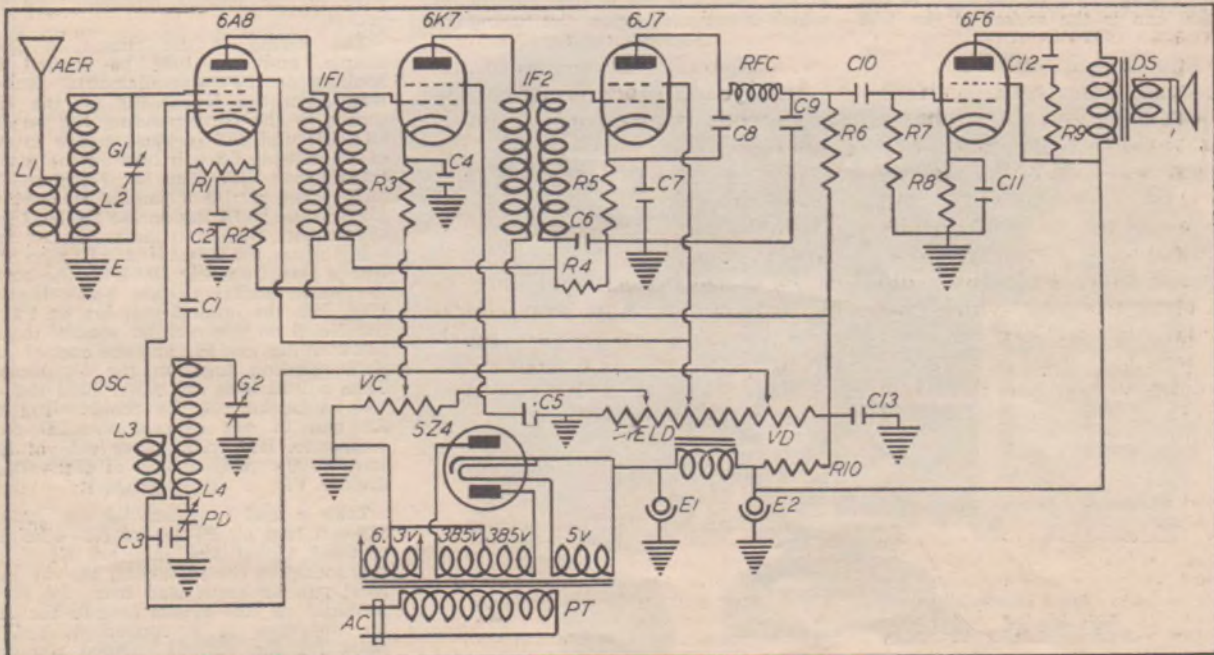 6A8 6K7 6J7 6F6
AER IF1 IF2 RFC C10 C12 DS
L1 L2 G1 C4 C8 C9 R6 R7 R9
R1 R3 R5 C7 R8 C11
C2 R2 C6
E R4
C1
OSC G2 VC C5 FIELD VD C13
5Z4
L3 R10
L4 E1 E2
PD
C3 6.3v 385v 385v 5v
AC PT